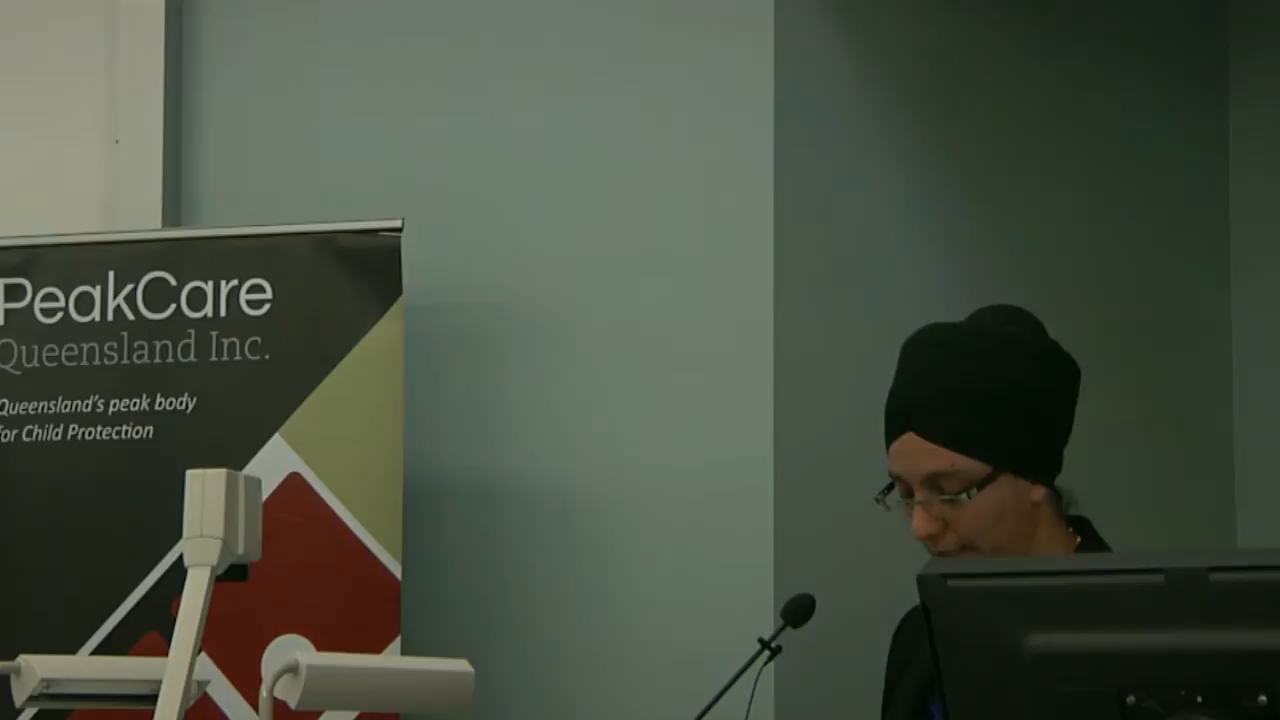 PeakCare
Queensland Inc.
Queensland's peak body
for Child Protection